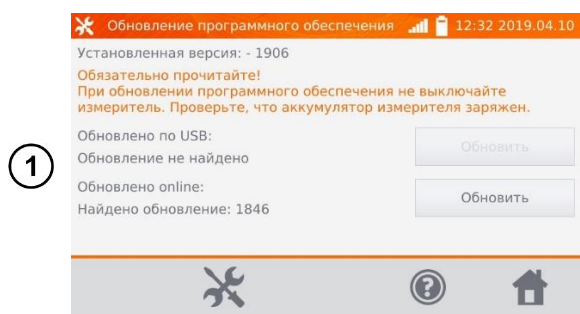 Обновление программного обеспечения 12:32 2019.04.10
Установленная версия: - 1906
Обязательно прочитайте!
При обновлении программного обеспечения не выключайте
измеритель. Проверьте, что аккумулятор измерителя заряжен.
Обновлено по USB:
Обновить
Обновление не найдено
1
Обновлено online:
Обновить
Найдено обновление: 1846
?